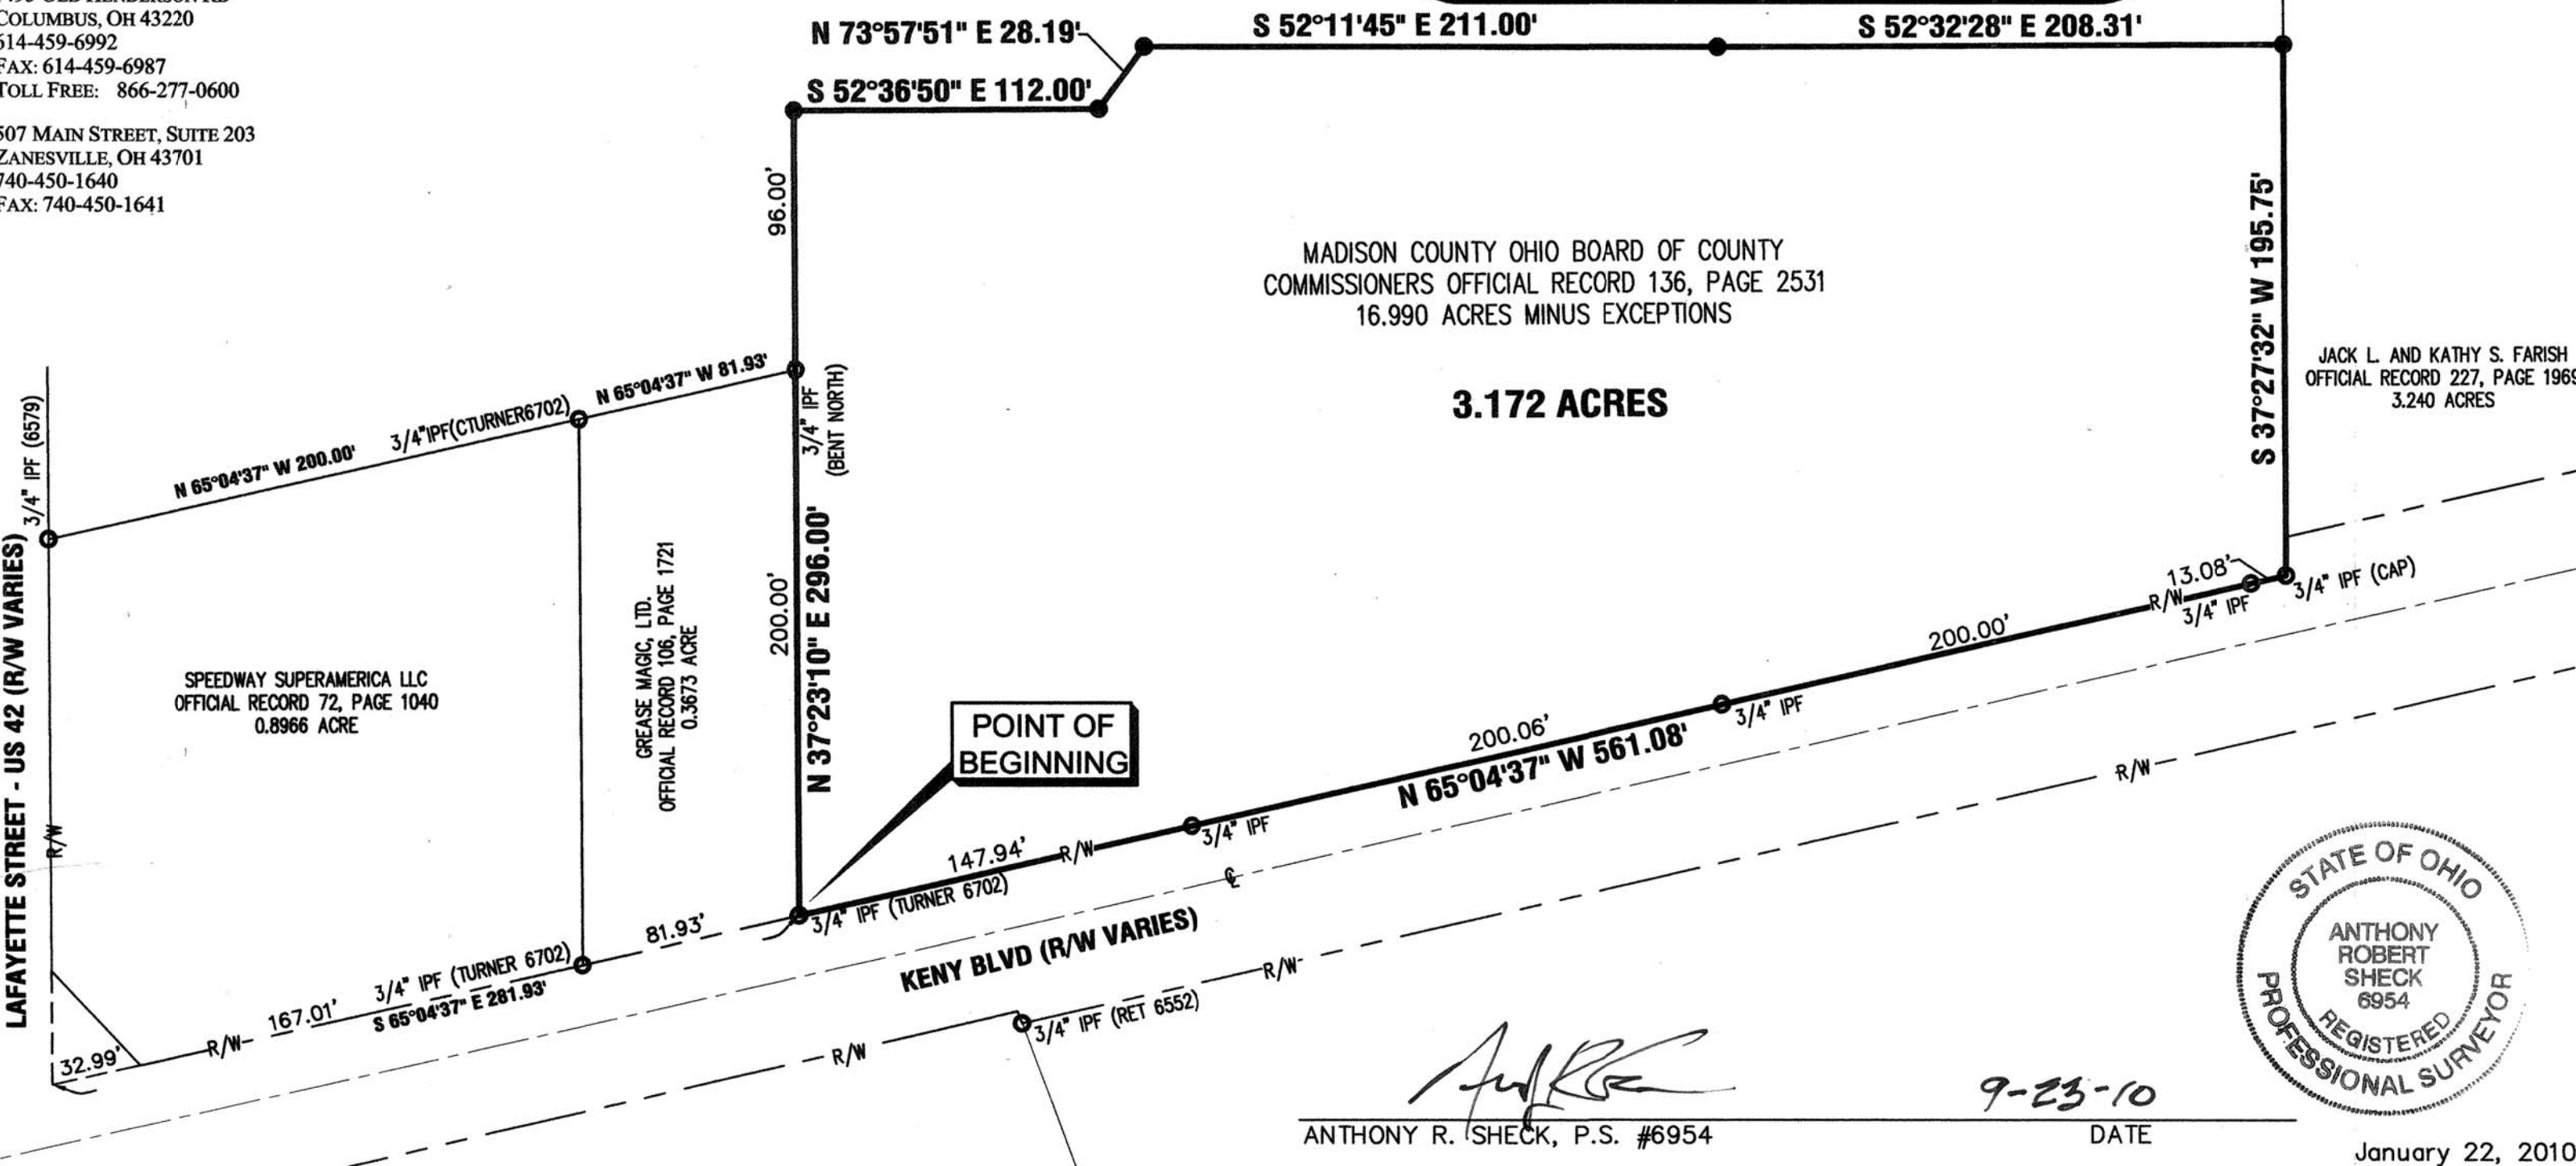 COLUMBUS, OH 43220
614-459-6992
FAX: 614-459-6987
TOLL FREE: 866-277-0600
507 MAIN STREET, SUITE 203
ZANESVILLE, OH 43701
740-450-1640
FAX: 740-450-1641
N 73°57'51" E 28.19'
S 52°11'45" E 211.00'
S 52°32'28" E 208.31'
S 52°36'50" E 112.00'
96.00'
MADISON COUNTY OHIO BOARD OF COUNTY
COMMISSIONERS OFFICIAL RECORD 136, PAGE 2531
16.990 ACRES MINUS EXCEPTIONS
3.172 ACRES
S 37°27'32" W 195.75'
JACK L. AND KATHY S. FARISH
OFFICIAL RECORD 227, PAGE 1969
3.240 ACRES
N 65°04'37" W 81.93'
3/4" IPF
(BENT NORTH)
3/4"IPF(CTURNER6702)
N 65°04'37" W 200.00'
3/4" IPF (6579)
LAFAYETTE STREET - US 42 (R/W VARIES)
R/W
SPEEDWAY SUPERAMERICA LLC
OFFICIAL RECORD 72, PAGE 1040
0.8966 ACRE
GREASE MAGIC, LTD.
OFFICIAL RECORD 106, PAGE 1721
0.3673 ACRE
200.00'
N 37°23'10" E 296.00'
POINT OF
BEGINNING
13.08'
R/W
3/4" IPF
3/4" IPF (CAP)
200.00'
3/4" IPF
200.06'
N 65°04'37" W 561.08'
3/4" IPF
147.94'
R/W
3/4" IPF (TURNER 6702)
81.93'
3/4" IPF (TURNER 6702)
167.01'
S 65°04'37" E 281.93'
R/W
32.99'
KENY BLVD (R/W VARIES)
R/W
R/W
3/4" IPF (RET 6552)
R/W
STATE OF OHIO
ANTHONY
ROBERT
SHECK
6954
REGISTERED
PROFESSIONAL SURVEYOR
9-23-10
ANTHONY R. SHECK, P.S. #6954
DATE
January 22, 2010